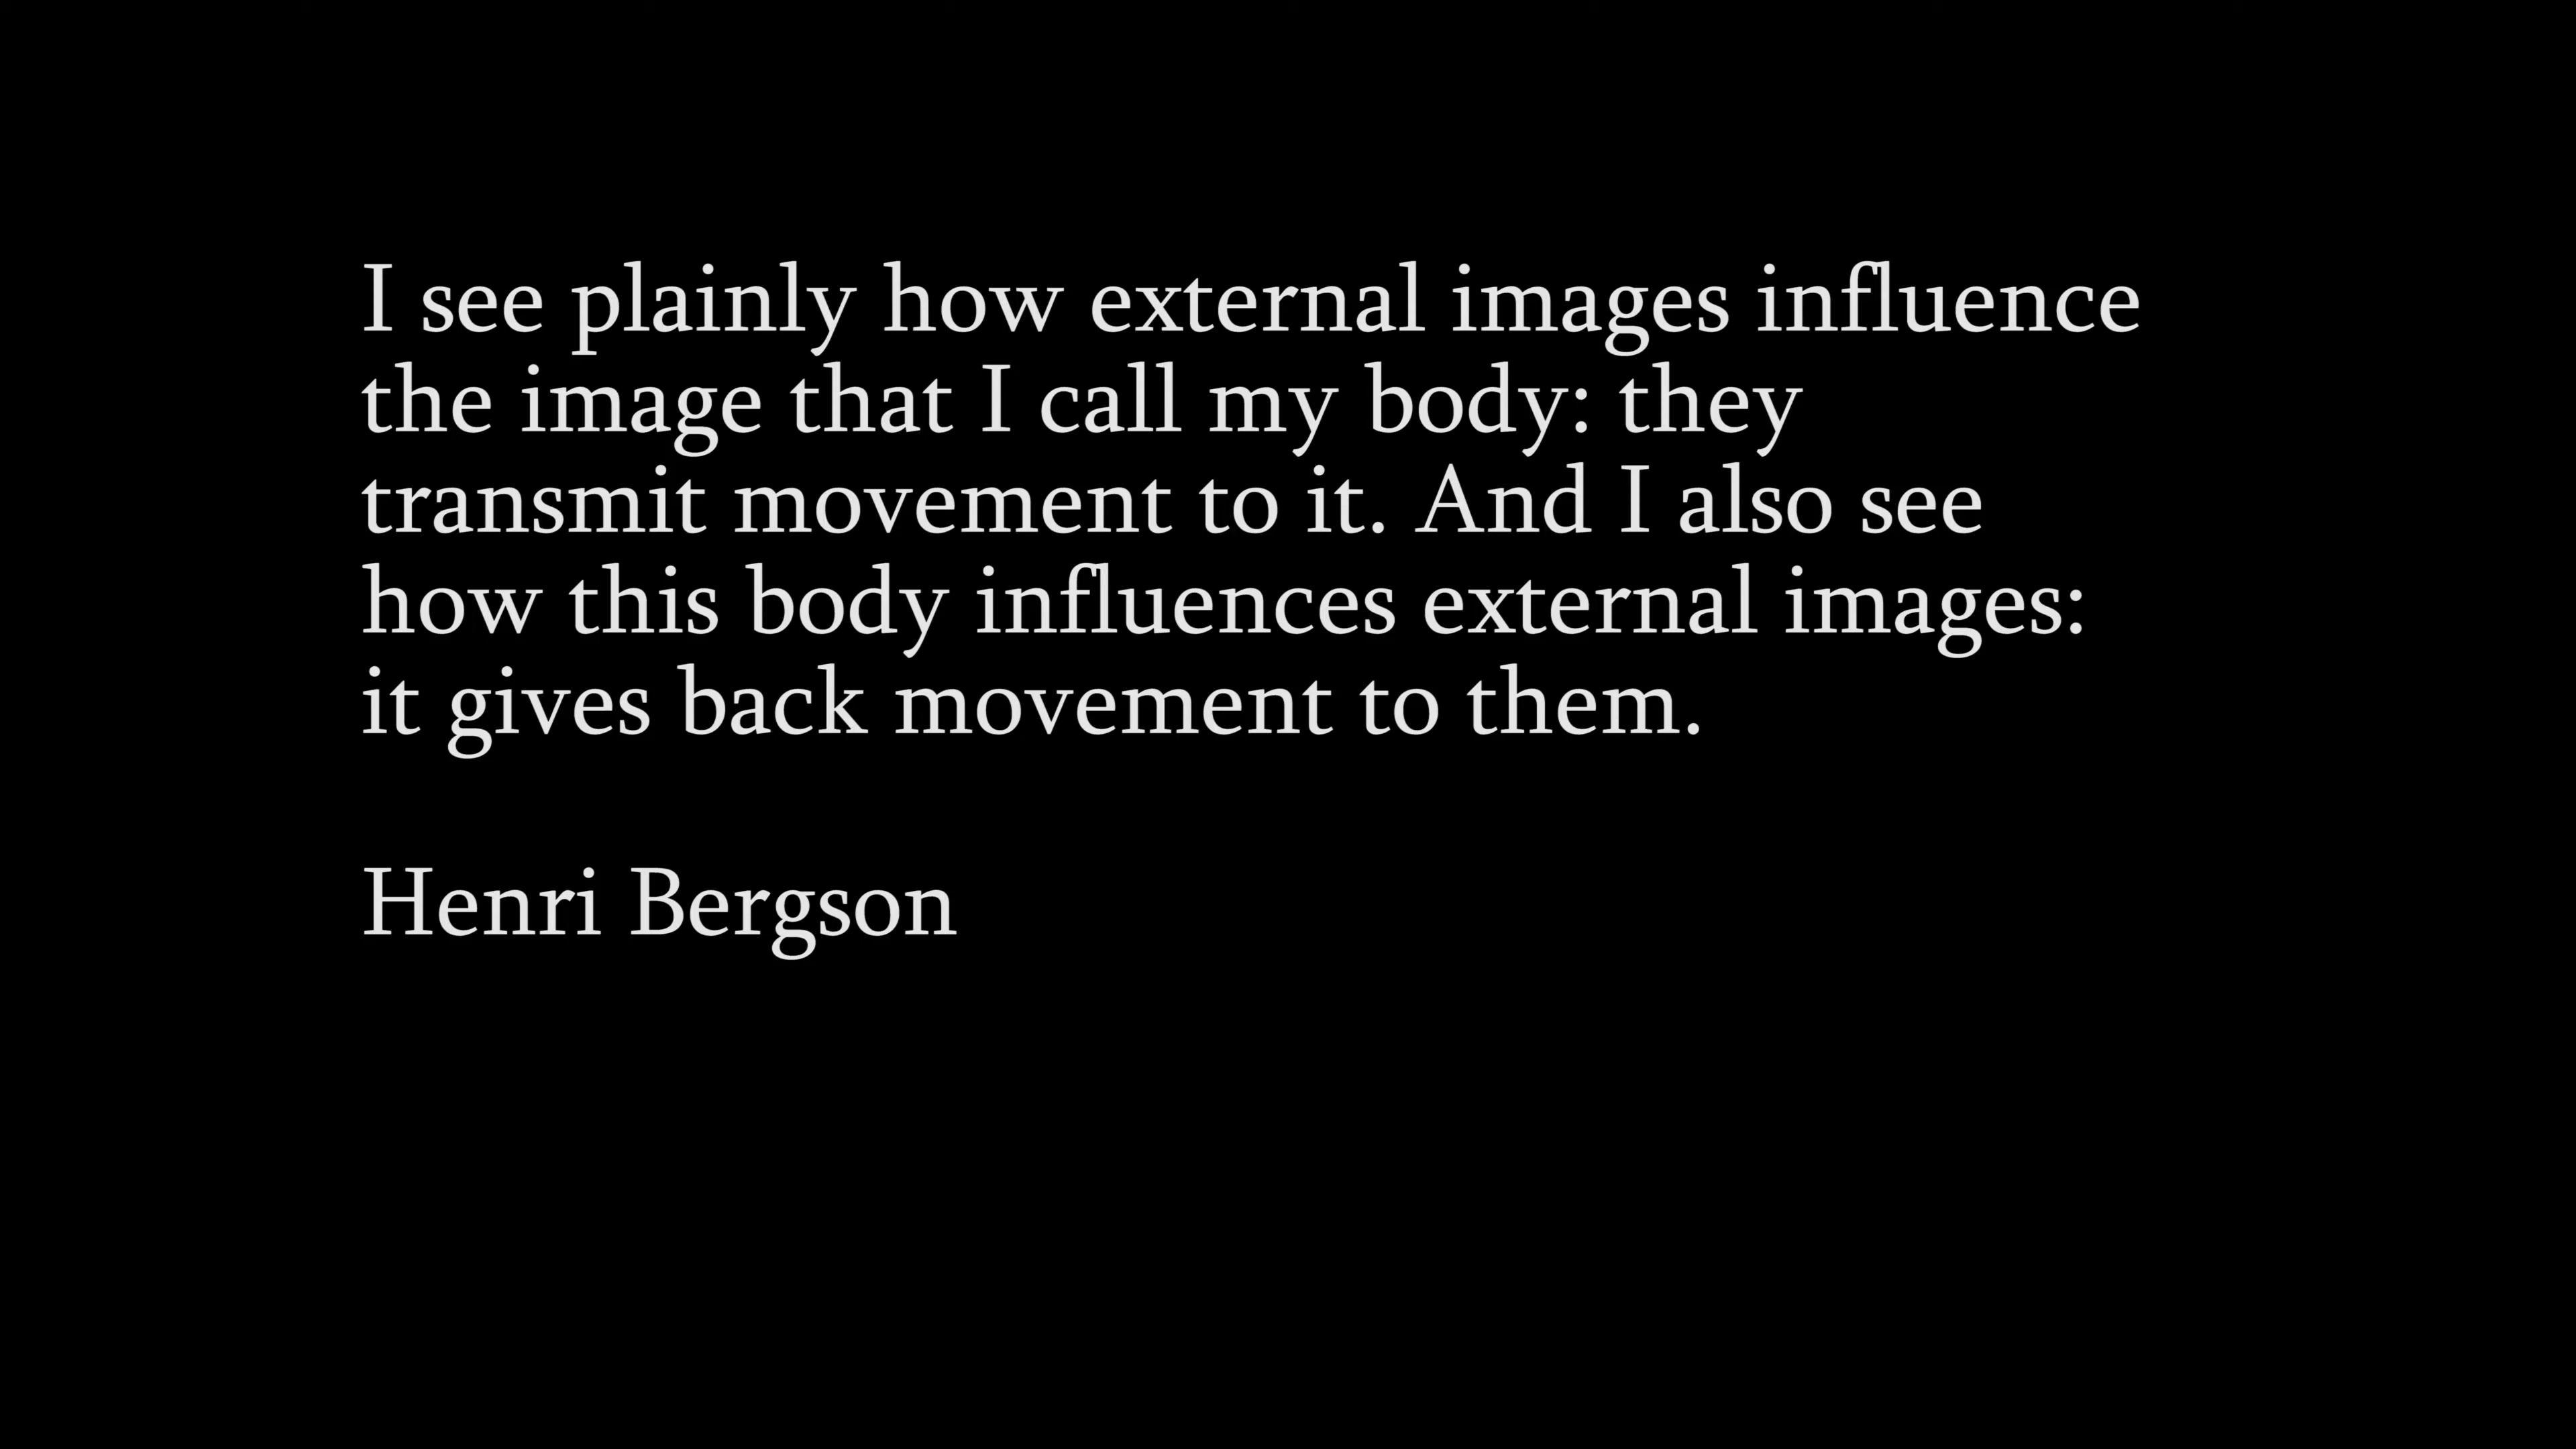 I see plainly how external images influence
the image that I call my body: they
transmit movement to it. And I also see
how this body influences external images:
it gives back movement to them.
Henri Bergson